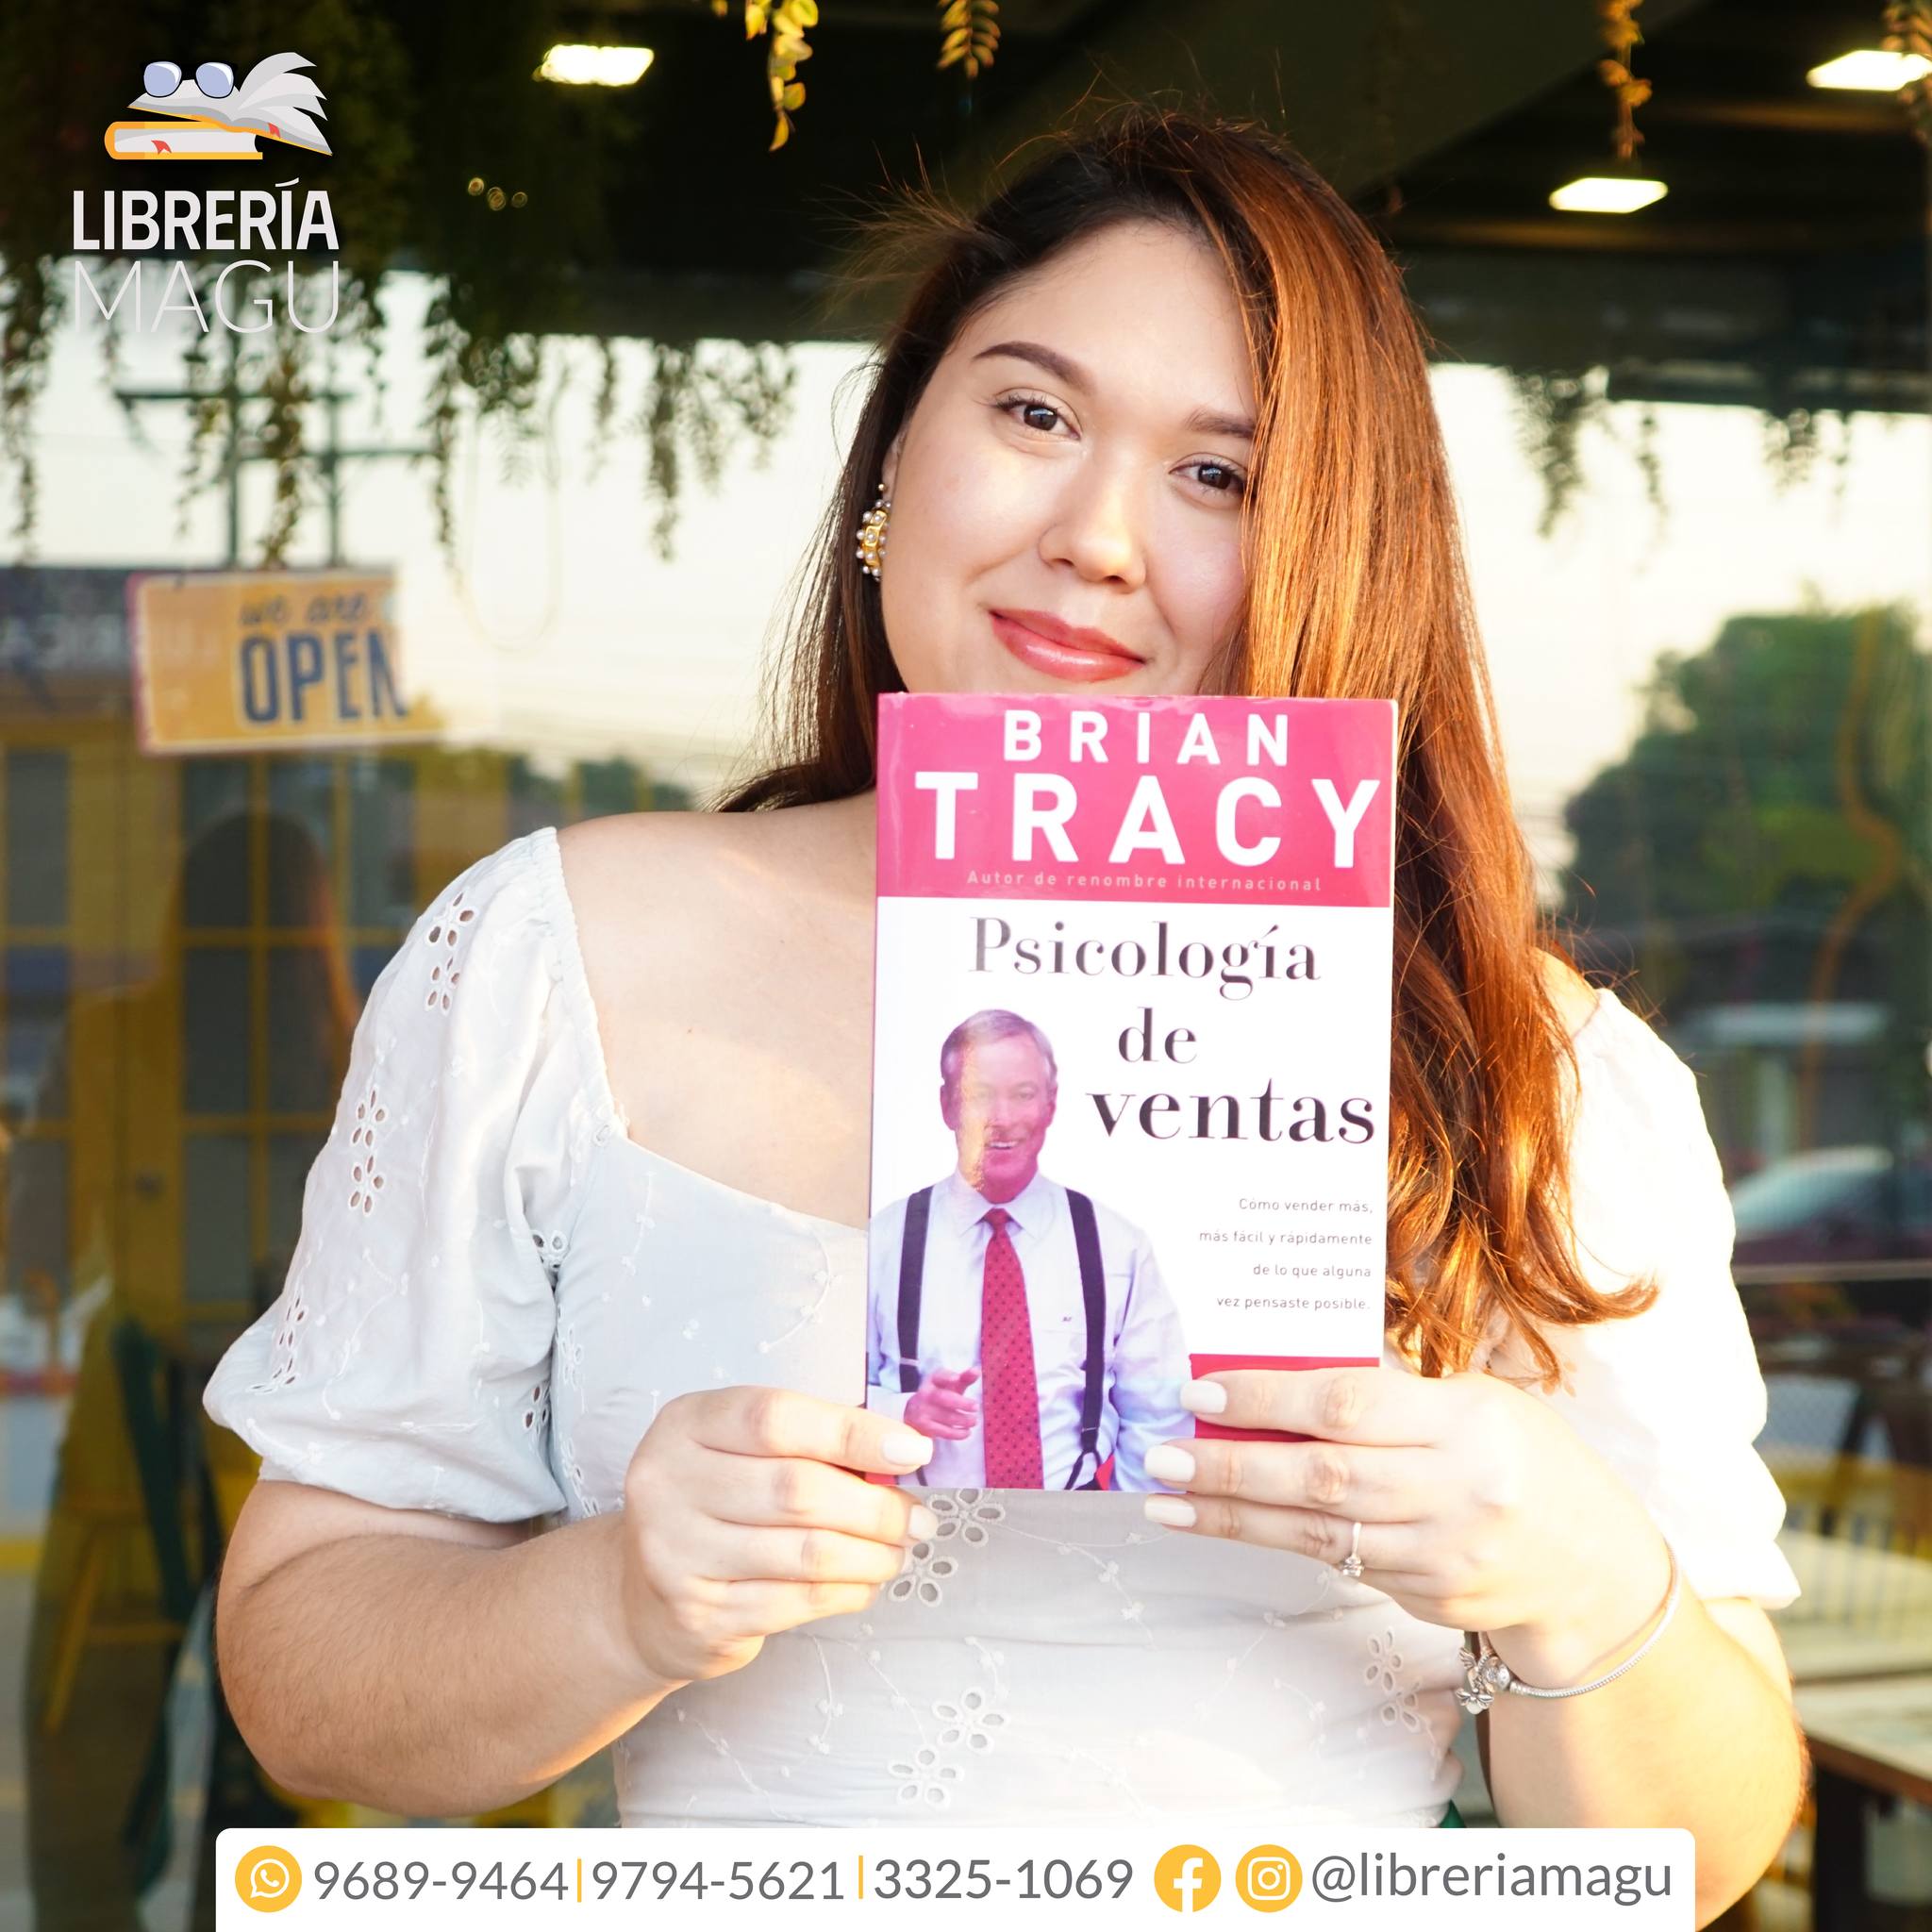 LIBRERÍA
MAGU
we are
OPEN
BRIAN
TRACY
Autor de renombre internacional
Psicología
de
ventas
Cómo vender más,
más fácil y rápidamente
de lo que alguna
vez pensaste posible.
9689-9464|9794-5621|3325-1069 @libreriamagu